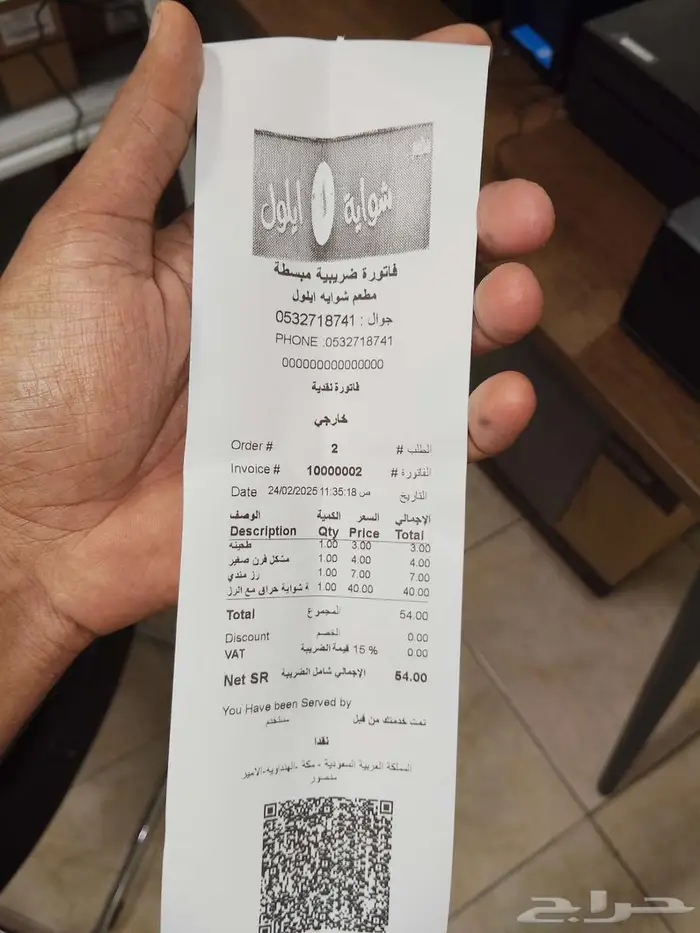 شواية ايلول
فاتورة ضريبية مبسطة
مطعم شوايه ايلول
جوال : 0532718741
PHONE :0532718741
000000000000000
فاتورة نقدية
خارجي
Order # 2 الطلب #
Invoice # 10000002 الفاتورة #
Date 24/02/2025 11:35:18 ص التاريخ
الوصف الكمية السعر الإجمالي
Description Qty Price Total
طحينه 1.00 3.00 3.00
مشكل فرن صغير 1.00 4.00 4.00
رز مندي 1.00 7.00 7.00
ة شواية حراق مع الرز 1.00 40.00 40.00
Total المجموع 54.00
Discount الخصم 0.00
VAT 15 % قيمة الضريبة 0.00
Net SR الإجمالي شامل الضريبة 54.00
You Have been Served by
تمت خدمتك من قبل مستخدم
نقدا
المملكة العربية السعودية - مكة -الهنداويه-الامير
منصور
حراج